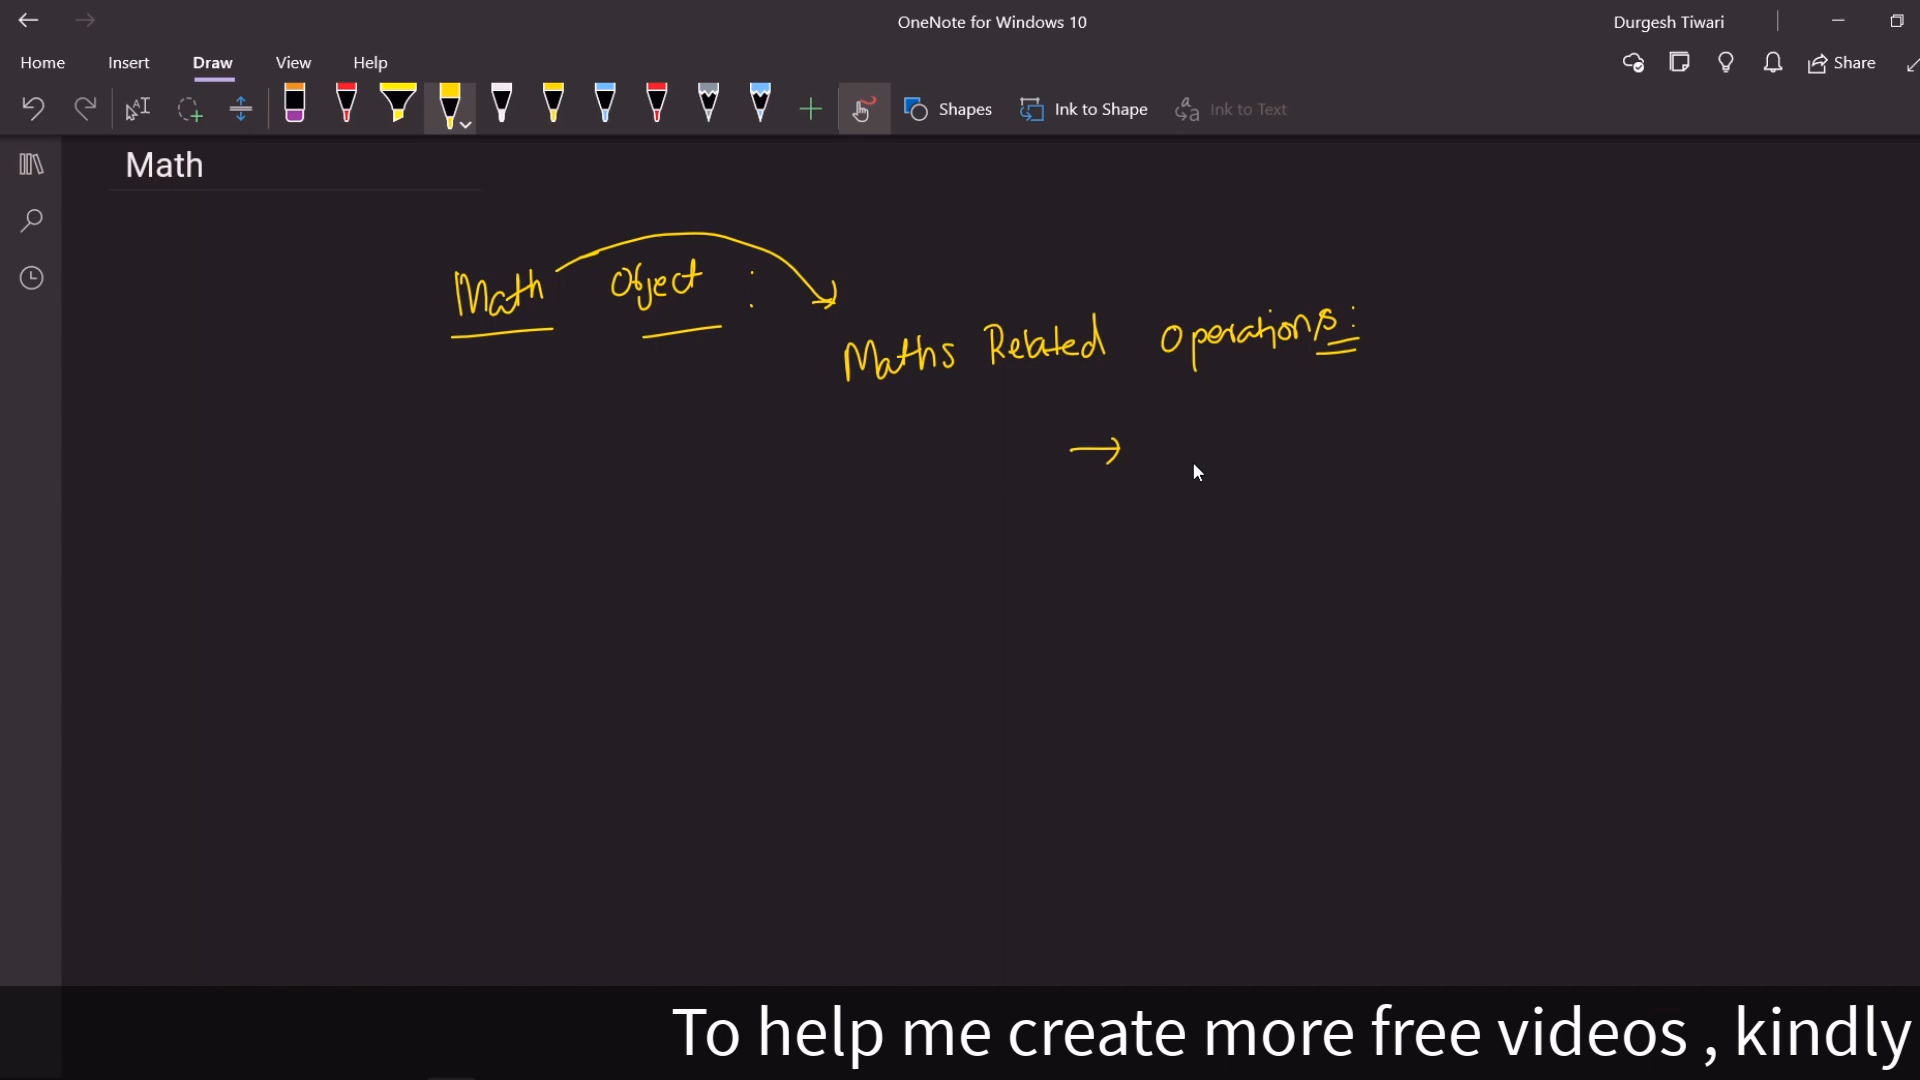 OneNote for Windows 10
Durgesh Tiwari
Home Insert Draw View Help
Share
Shapes Ink to Shape Ink to Text
Math
Math Object :
Maths Related Operations:
To help me create more free videos , kindly